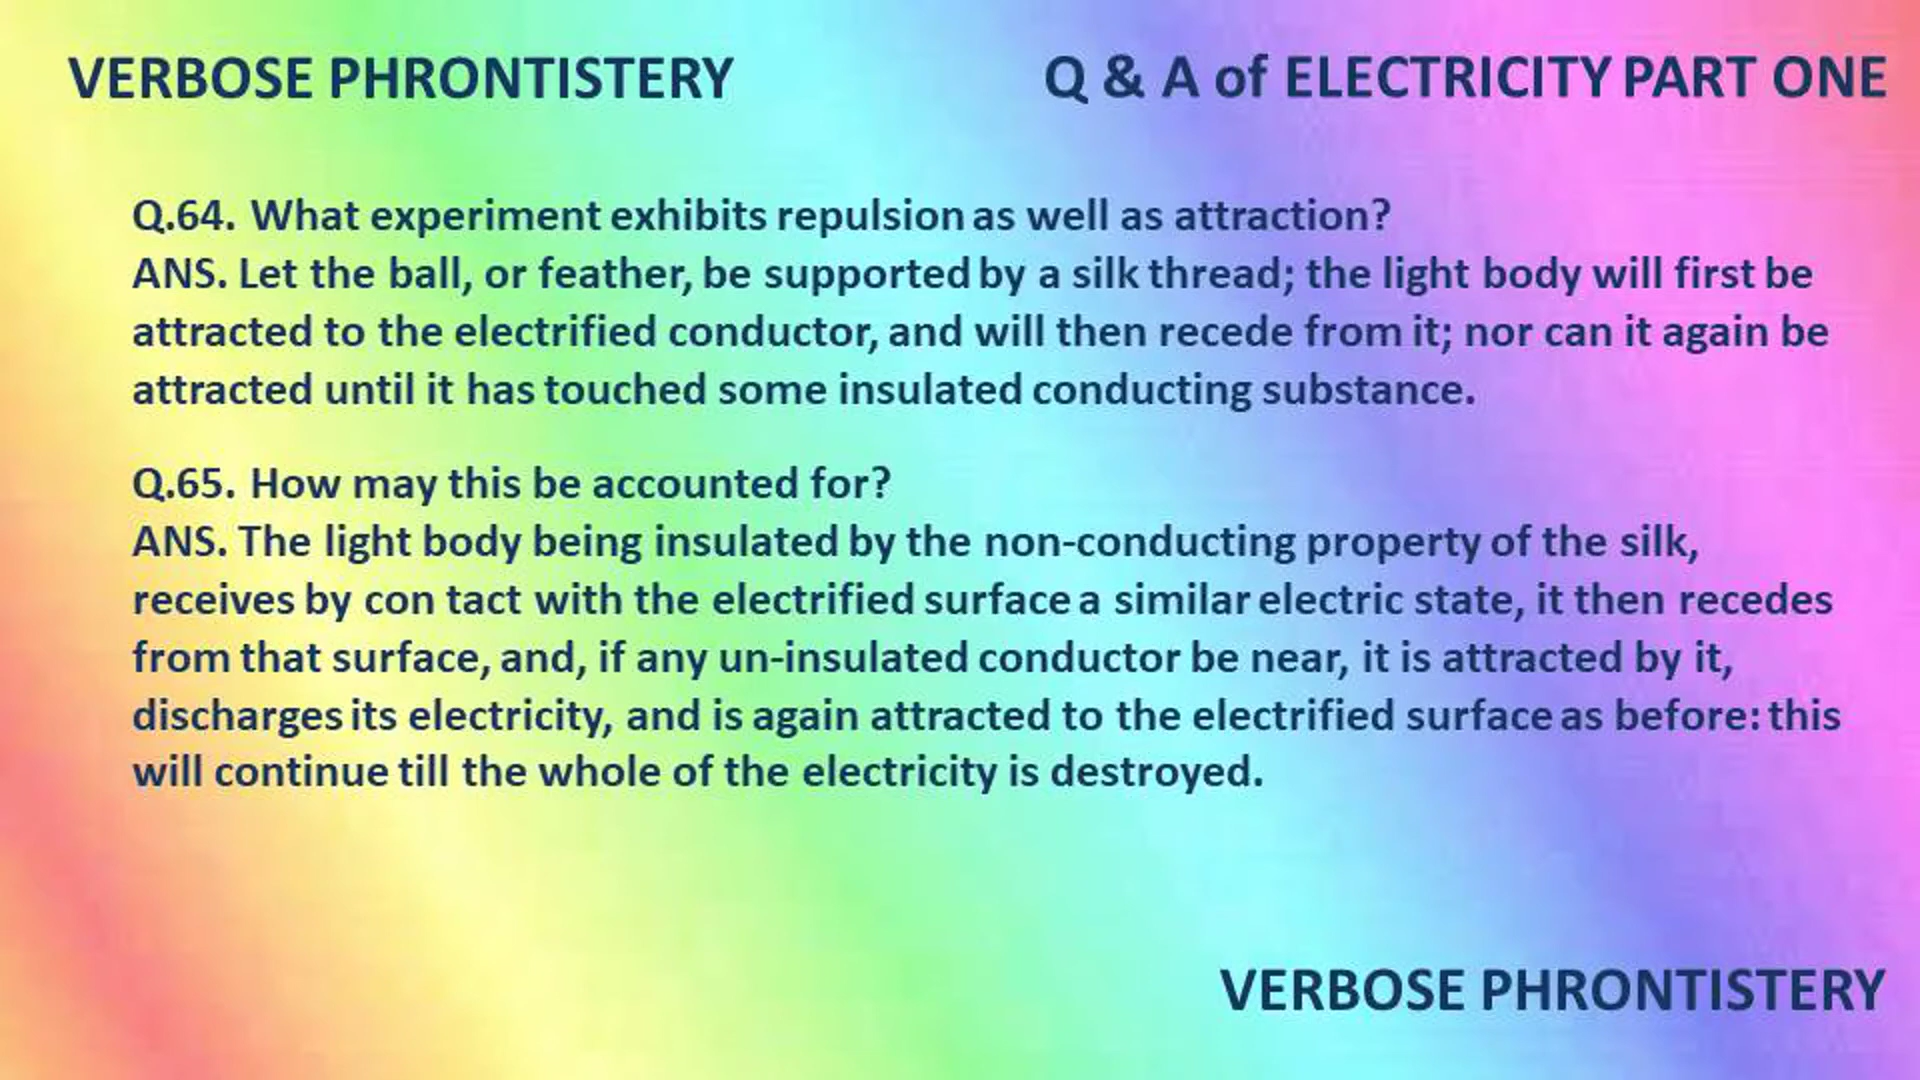 VERBOSE PHRONTISTERY
Q & A of ELECTRICITY PART ONE
Q.64. What experiment exhibits repulsion as well as attraction?
ANS. Let the ball, or feather, be supported by a silk thread; the light body will first be
attracted to the electrified conductor, and will then recede from it; nor can it again be
attracted until it has touched some insulated conducting substance.
Q.65. How may this be accounted for?
ANS. The light body being insulated by the non-conducting property of the silk,
receives by con tact with the electrified surface a similar electric state, it then recedes
from that surface, and, if any un-insulated conductor be near, it is attracted by it,
discharges its electricity, and is again attracted to the electrified surface as before: this
will continue till the whole of the electricity is destroyed.
VERBOSE PHRONTISTERY